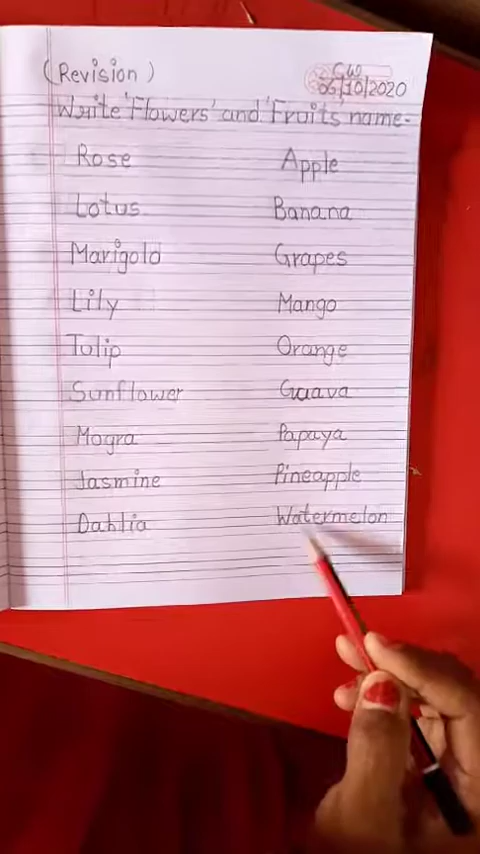 (Revision)
C.W
06/10/2020
Write 'Flowers' and 'Fruits' name-
Rose Apple
Lotus Banana
Marigold Grapes
Lily Mango
Tulip Orange
Sunflower Guava
Mogra Papaya
Jasmine Pineapple
Dahlia Watermelon